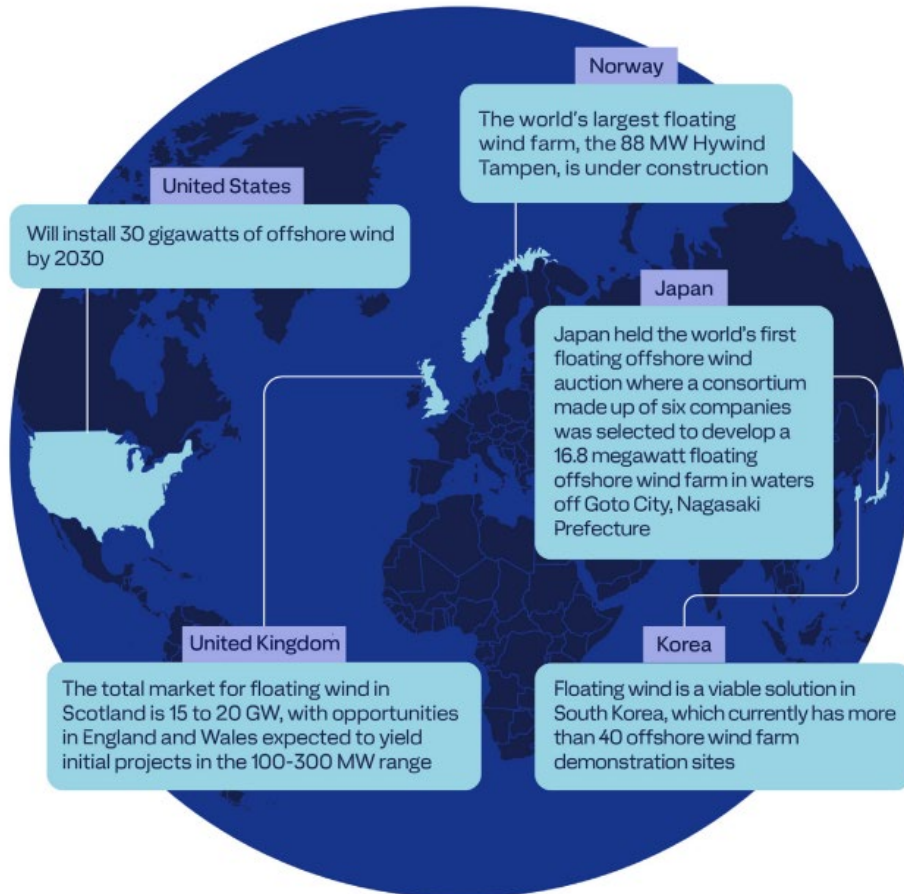 Norway
The world's largest floating
wind farm, the 88 MW Hywind
Tampen, is under construction
United States
Will install 30 gigawatts of offshore wind
by 2030
Japan
Japan held the world's first
floating offshore wind
auction where a consortium
made up of six companies
was selected to develop a
16.8 megawatt floating
offshore wind farm in waters
off Goto City, Nagasaki
Prefecture
United Kingdom
The total market for floating wind in
Scotland is 15 to 20 GW, with opportunities
in England and Wales expected to yield
initial projects in the 100-300 MW range
Korea
Floating wind is a viable solution in
South Korea, which currently has more
than 40 offshore wind farm
demonstration sites